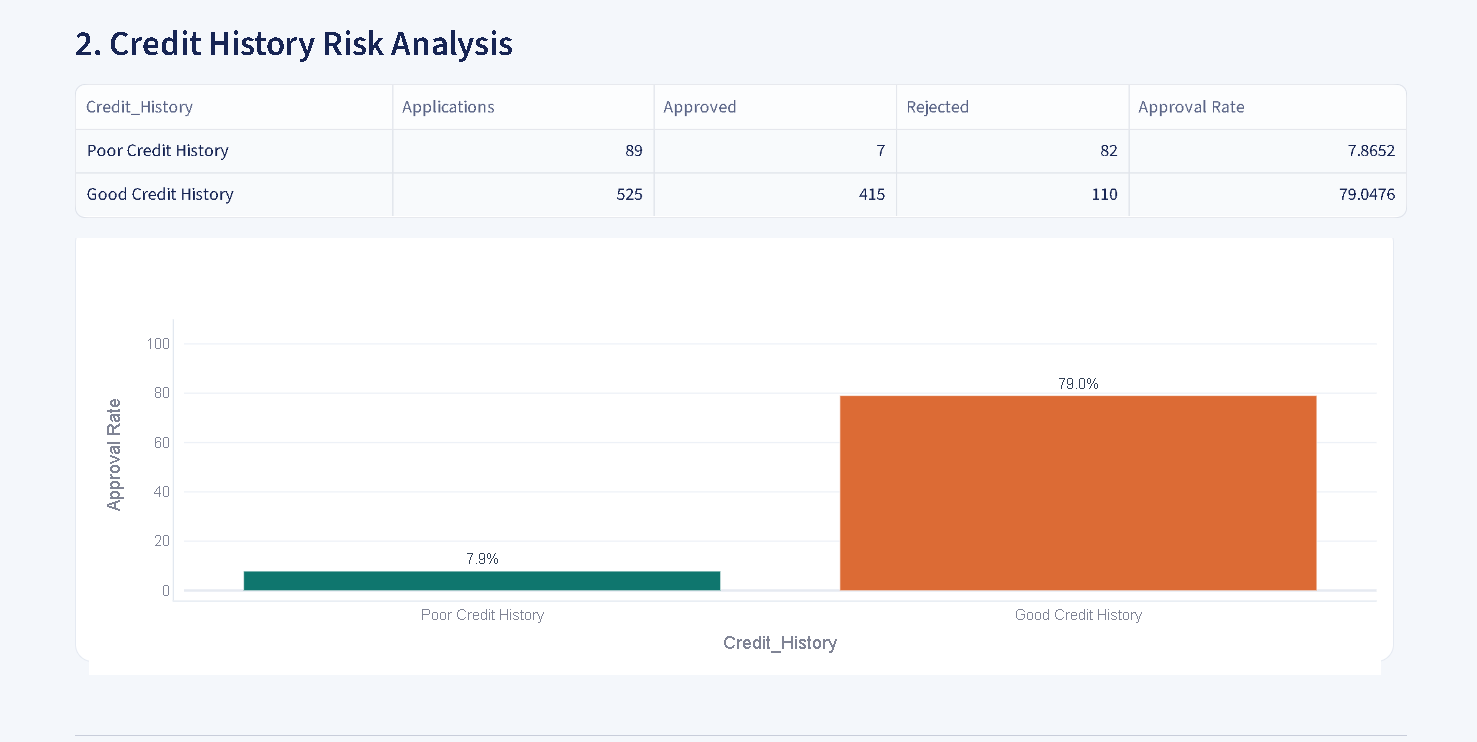 2. Credit History Risk Analysis
Credit_History Applications Approved Rejected Approval Rate
Poor Credit History 89 7 82 7.8652
Good Credit History 525 415 110 79.0476
100
80
60
40
20
0
Approval Rate
7.9%
79.0%
Poor Credit History Good Credit History
Credit_History